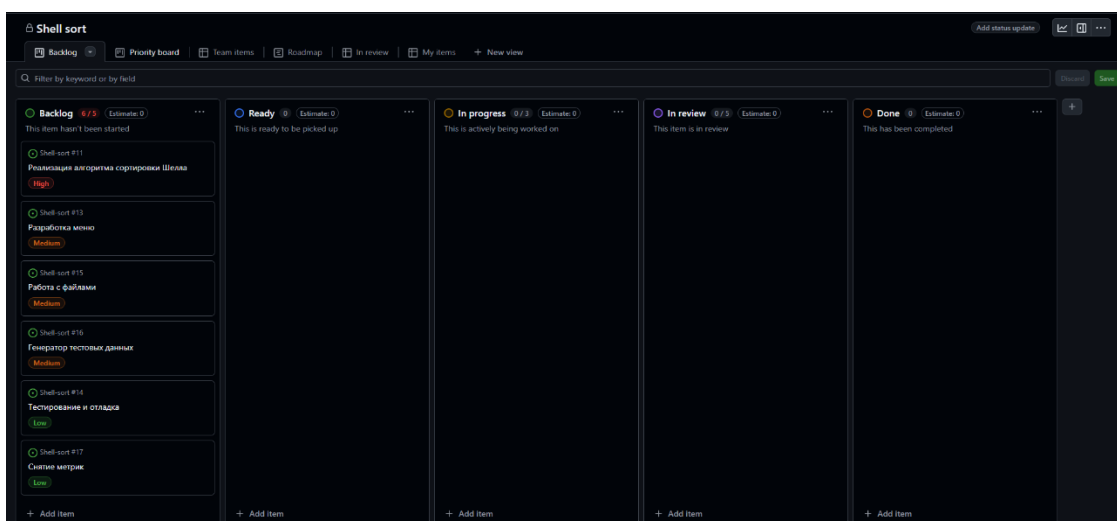 Shell sort
Add status update
Backlog
Priority board
Team items
Roadmap
In review
My items
+ New view
Filter by keyword or by field
Discard
Save
Backlog 6 / 5 Estimate: 0
This item hasn't been started
Shell-sort #11
Реализация алгоритма сортировки Шелла
High
Shell-sort #13
Разработка меню
Medium
Shell-sort #15
Работа с файлами
Medium
Shell-sort #16
Генератор тестовых данных
Medium
Shell-sort #14
Тестирование и отладка
Low
Shell-sort #17
Снятие метрик
Low
+ Add item
Ready 0 Estimate: 0
This is ready to be picked up
+ Add item
In progress 0 / 3 Estimate: 0
This is actively being worked on
+ Add item
In review 0 / 5 Estimate: 0
This item is in review
+ Add item
Done 0 Estimate: 0
This has been completed
+ Add item